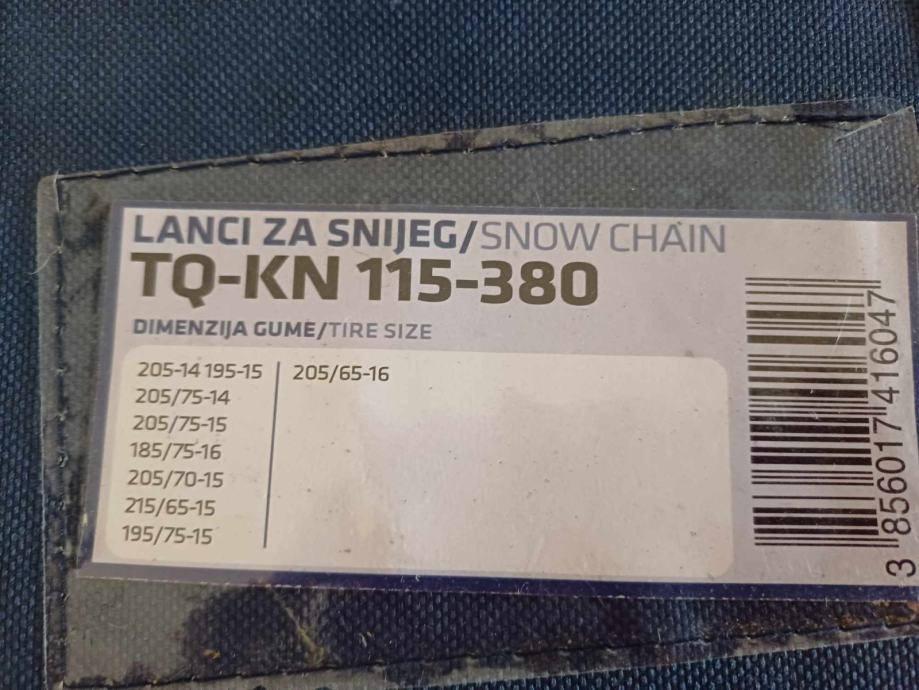 LANCI ZA SNIJEG/SNOW CHAIN
TQ-KN 115-380
DIMENZIJA GUME/TIRE SIZE
205-14 195-15
205/75-14
205/75-15
185/75-16
205/70-15
215/65-15
195/75-15
205/65-16
3 856017 416047